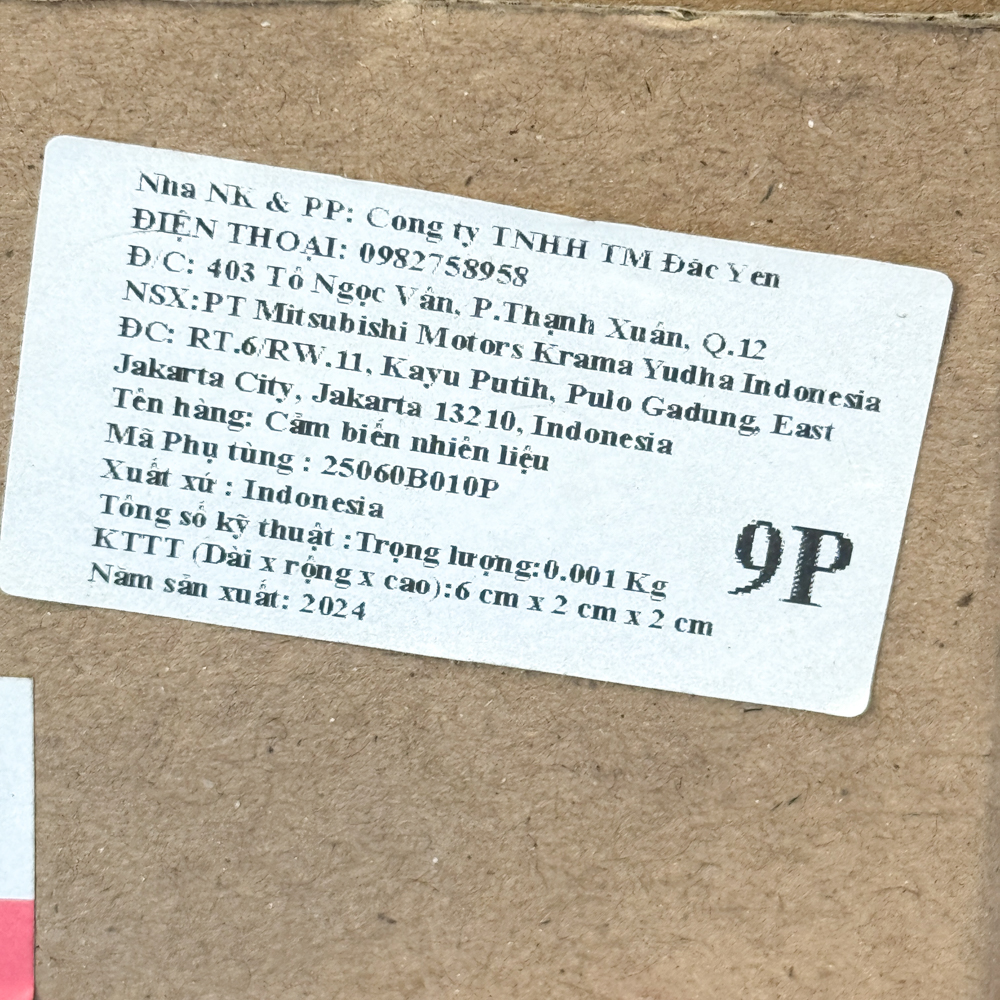 Nha NK & PP: Cong ty TNHH TM Đăc Yen
ĐIỆN THOẠI: 0982758958
Đ/C: 403 Tô Ngọc Vân, P.Thạnh Xuân, Q.12
NSX:PT Mitsubishi Motors Krama Yudha Indonesia
ĐC: RT.6/RW.11, Kayu Putih, Pulo Gadung, East
Jakarta City, Jakarta 13210, Indonesia
Tên hàng: Cảm biến nhiên liệu
Mã Phụ tùng : 25060B010P
Xuất xứ : Indonesia
Tổng số kỹ thuật :Trọng lượng:0.001 Kg
KTTT (Dài x rộng x cao):6 cm x 2 cm x 2 cm
Năm sản xuất: 2024
9P